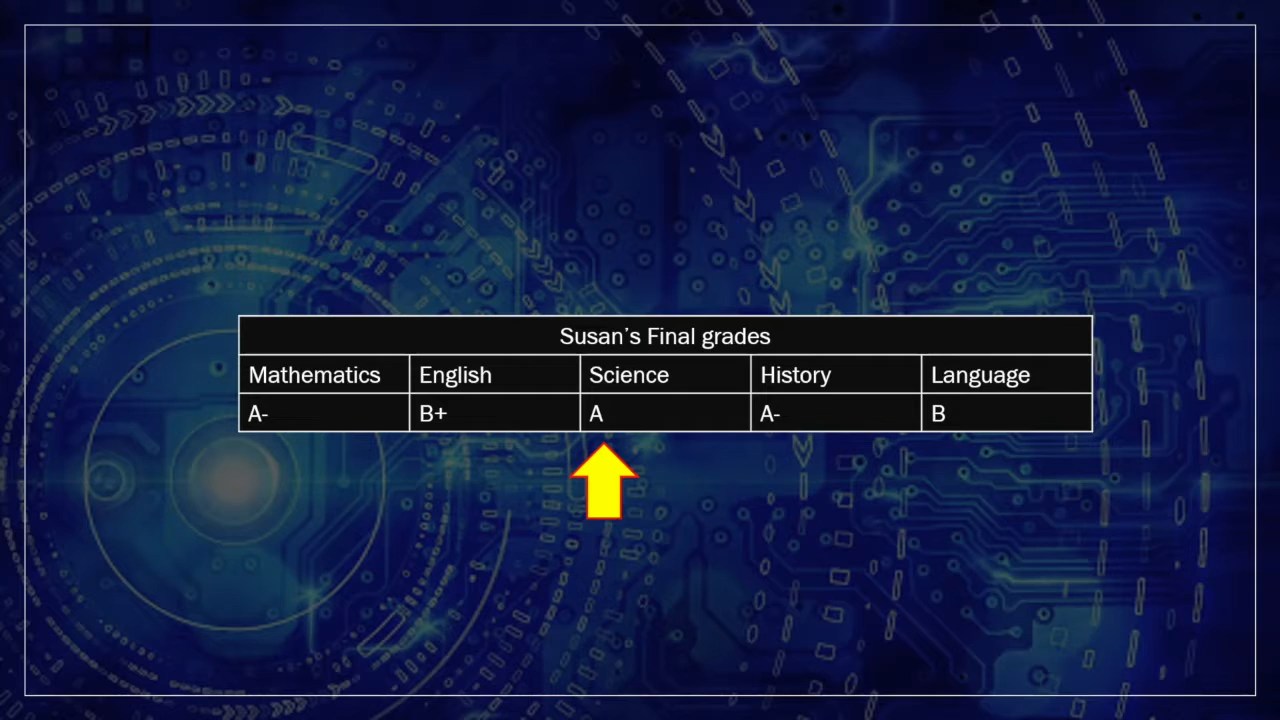 Susan’s Final grades
Mathematics English Science History Language
A- B+ A A- B